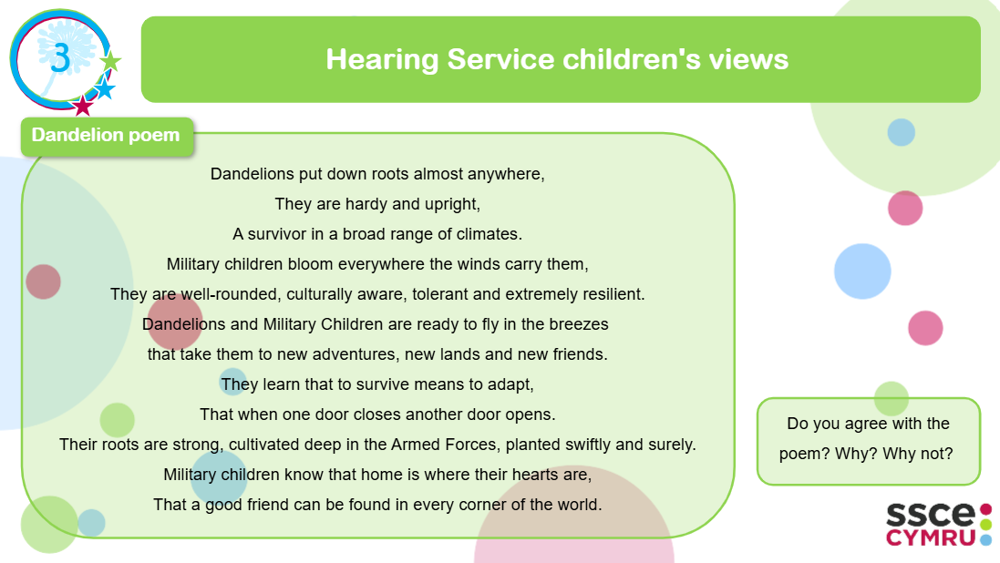 3
Hearing Service children's views
Dandelion poem
Dandelions put down roots almost anywhere,
They are hardy and upright,
A survivor in a broad range of climates.
Military children bloom everywhere the winds carry them,
They are well-rounded, culturally aware, tolerant and extremely resilient.
Dandelions and Military Children are ready to fly in the breezes
that take them to new adventures, new lands and new friends.
They learn that to survive means to adapt,
That when one door closes another door opens.
Their roots are strong, cultivated deep in the Armed Forces, planted swiftly and surely.
Military children know that home is where their hearts are,
That a good friend can be found in every corner of the world.
Do you agree with the
poem? Why? Why not?
ssce
CYMRU